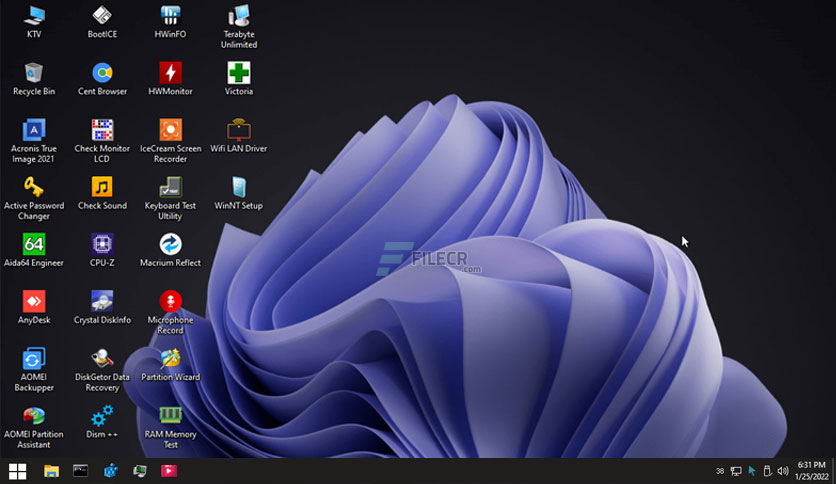 KTV
BootICE
HWinFO
Terabyte
Unlimited
Recycle Bin
Cent Browser
HWMonitor
Victoria
Acronis True
Image 2021
Check Monitor
LCD
IceCream Screen
Recorder
Wifi LAN Driver
Active Password
Changer
Check Sound
Keyboard Test
Ultility
WinNT Setup
64
Aida64 Engineer
CPU-Z
Macrium Reflect
FILECR
.com
AnyDesk
Crystal DiskInfo
Microphone
Record
AOMEI
Backupper
DiskGetor Data
Recovery
Partition Wizard
AOMEI Partition
Assistant
Dism ++
RAM Memory
Test
38
6:31 PM
1/25/2022